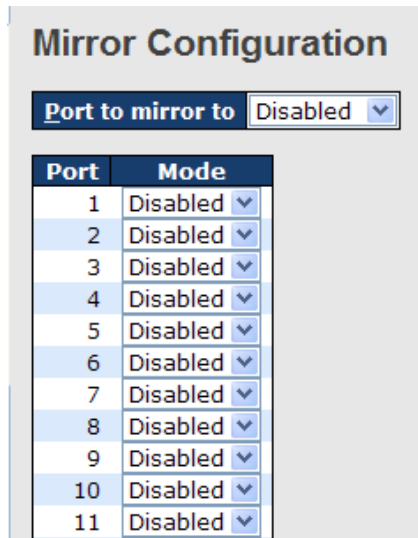 Mirror Configuration
Port to mirror to Disabled
Port Mode
1 Disabled
2 Disabled
3 Disabled
4 Disabled
5 Disabled
6 Disabled
7 Disabled
8 Disabled
9 Disabled
10 Disabled
11 Disabled